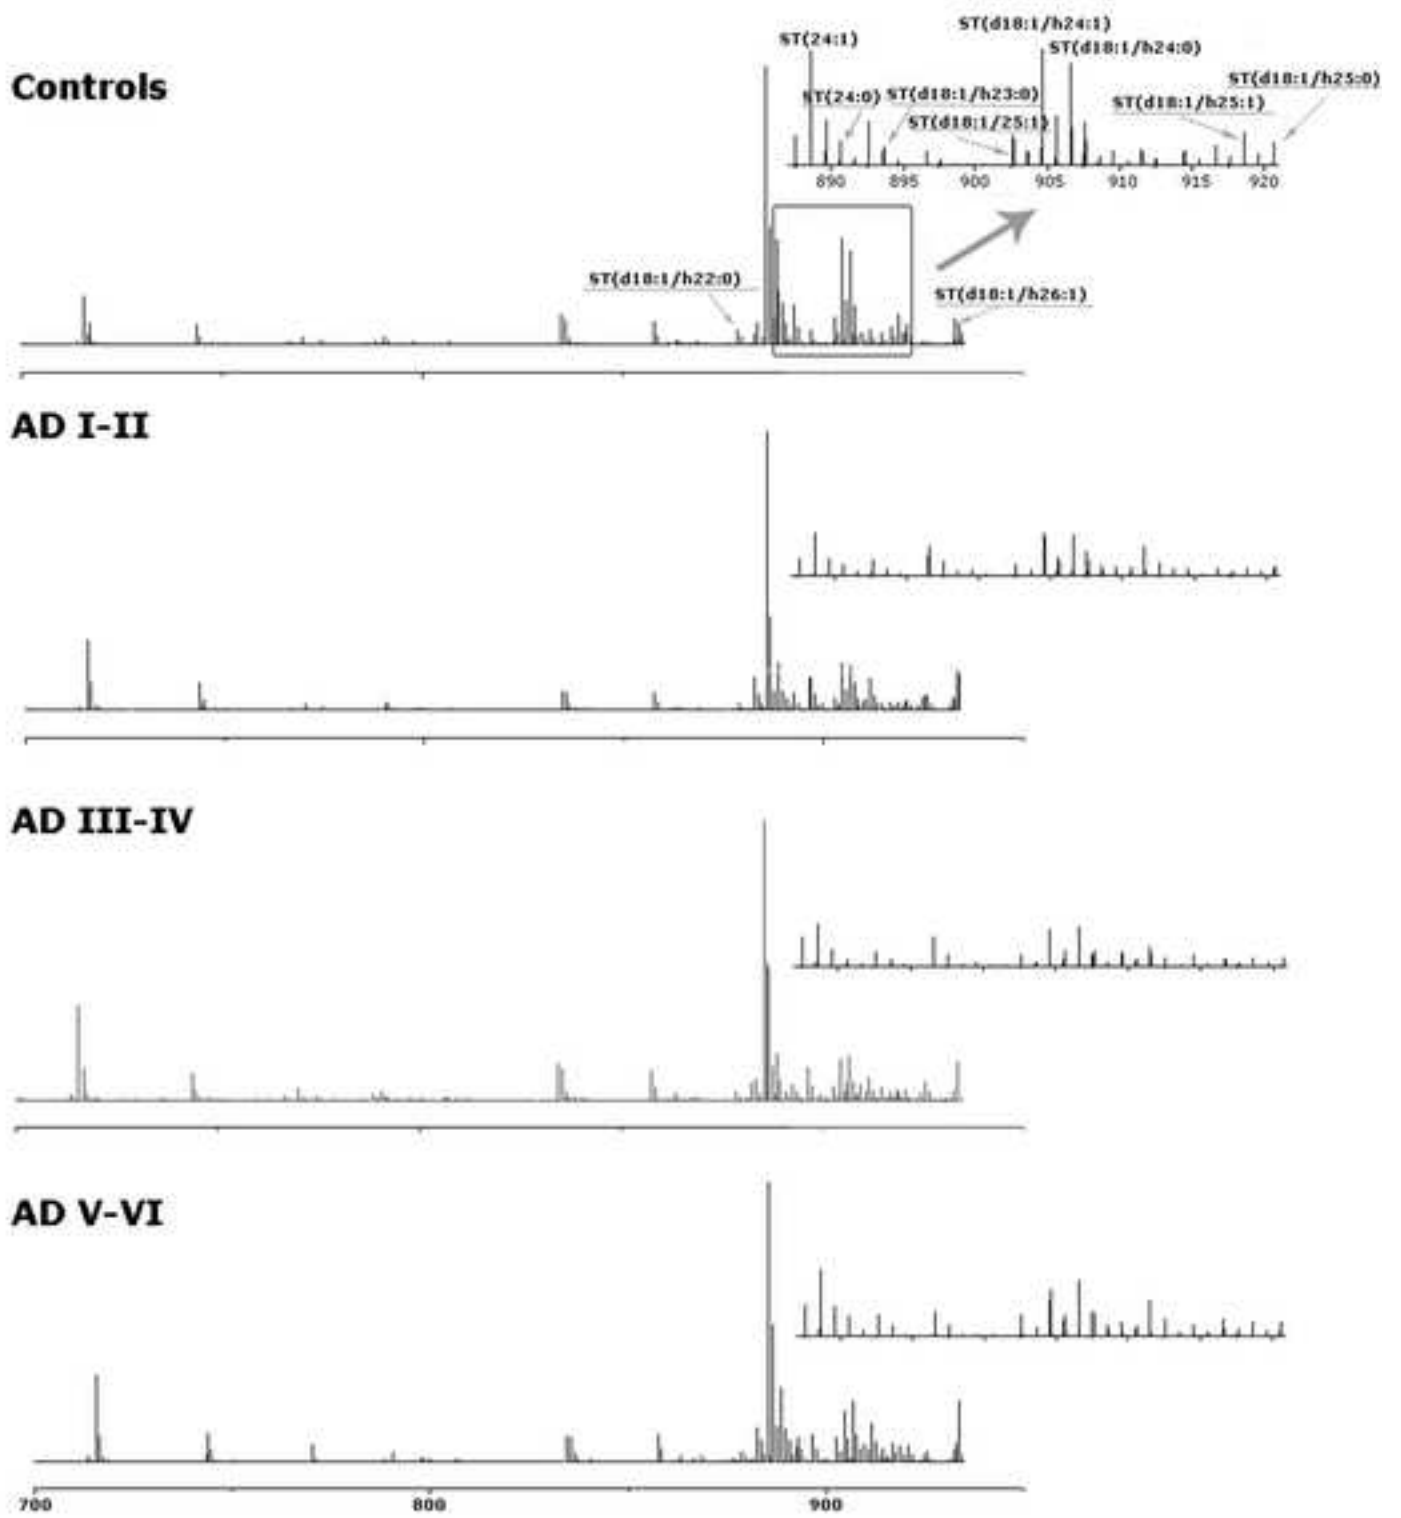 Controls
ST(24:1)
ST(d18:1/h24:1)
ST(d18:1/h24:0)
ST(d18:1/h25:0)
ST(24:0) ST(d18:1/h23:0)
ST(d18:1/h25:1)
ST(d18:1/25:1)
890 895 900 905 910 915 920
ST(d18:1/h22:0)
ST(d18:1/h26:1)
AD I-II
AD III-IV
AD V-VI
700 800 900